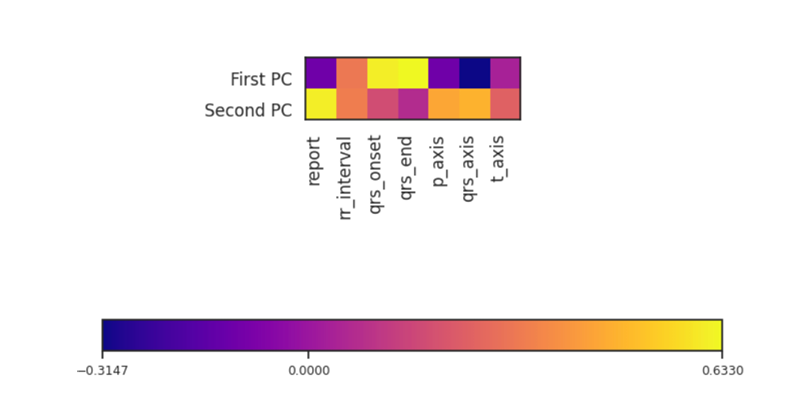 First PC
Second PC
report
rr_interval
qrs_onset
qrs_end
p_axis
qrs_axis
t_axis
−0.3147
0.0000
0.6330